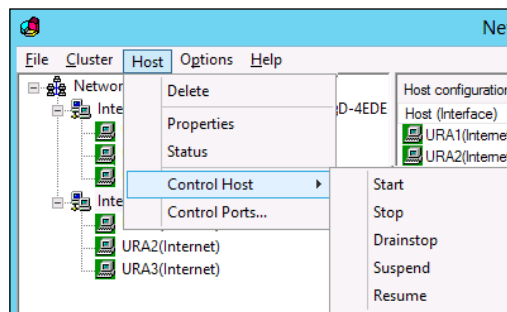 Ne
File Cluster Host Options Help
Networ
Delete
Inte
Properties
Status
Control Host
Control Ports...
Inte
URA2(Internet)
URA3(Internet)
D-4EDE
Host configuration
Host (Interface)
URA1(Interne
URA2(Interne
Start
Stop
Drainstop
Suspend
Resume